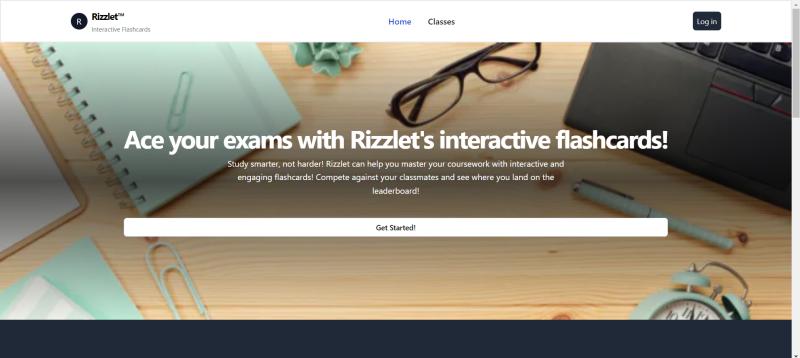 R
Rizzlet™
Interactive Flashcards
Home
Classes
Log in
Ace your exams with Rizzlet's interactive flashcards!
Study smarter, not harder! Rizzlet can help you master your coursework with interactive and
engaging flashcards! Compete against your classmates and see where you land on the
leaderboard!
Get Started!